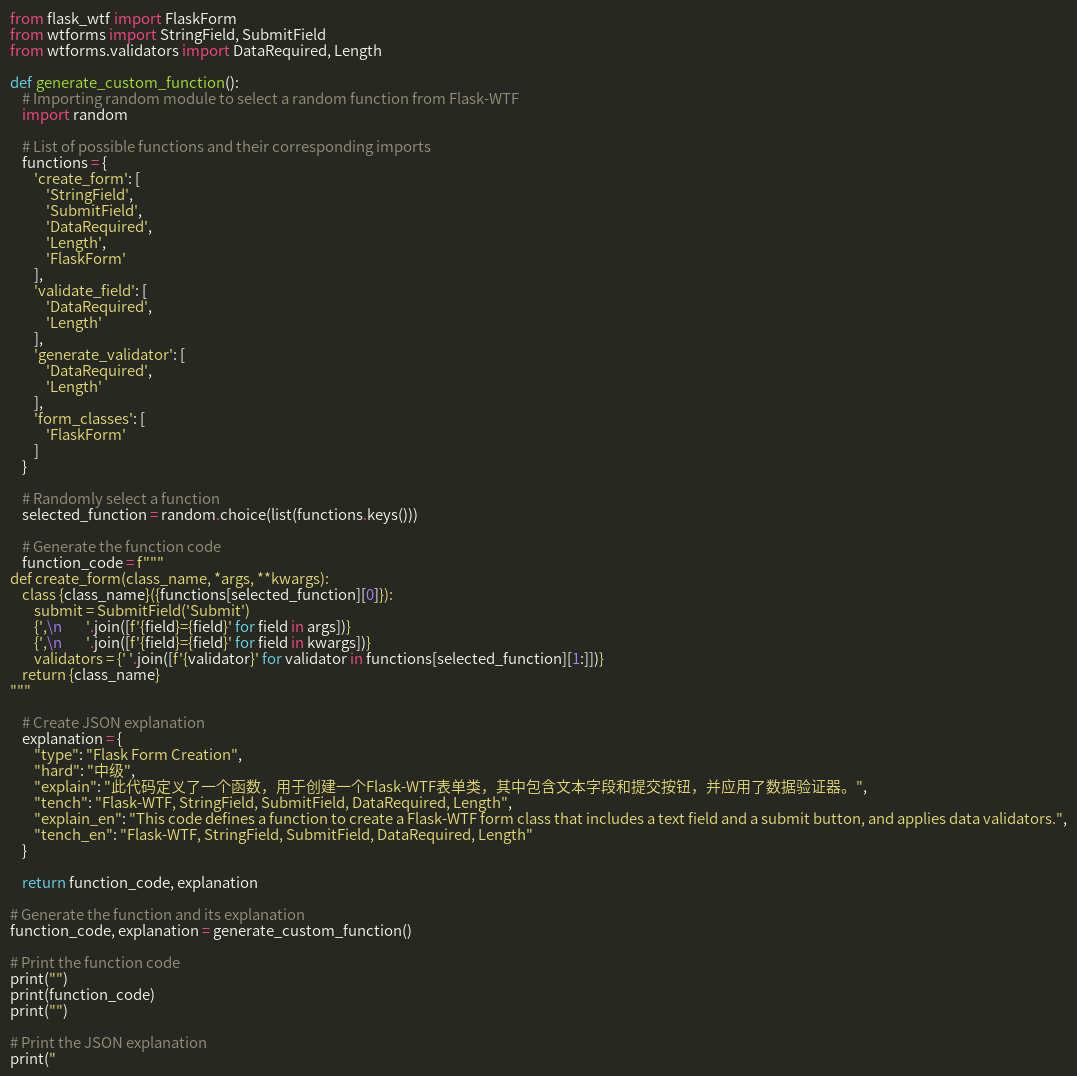 from flask_wtf import FlaskForm
from wtforms import StringField, SubmitField
from wtforms.validators import DataRequired, Length

def generate_custom_function():
    # Importing random module to select a random function from Flask-WTF
    import random

    # List of possible functions and their corresponding imports
    functions = {
        'create_form': [
            'StringField',
            'SubmitField',
            'DataRequired',
            'Length',
            'FlaskForm'
        ],
        'validate_field': [
            'DataRequired',
            'Length'
        ],
        'generate_validator': [
            'DataRequired',
            'Length'
        ],
        'form_classes': [
            'FlaskForm'
        ]
    }

    # Randomly select a function
    selected_function = random.choice(list(functions.keys()))

    # Generate the function code
    function_code = f"""
def create_form(class_name, *args, **kwargs):
    class {class_name}({functions[selected_function][0]}):
        submit = SubmitField('Submit')
        {',\n        '.join([f'{field}={field}' for field in args])}
        {',\n        '.join([f'{field}={field}' for field in kwargs])}
        validators = {' '.join([f'{validator}' for validator in functions[selected_function][1:]])}
    return {class_name}
"""

    # Create JSON explanation
    explanation = {
        "type": "Flask Form Creation",
        "hard": "中级",
        "explain": "此代码定义了一个函数，用于创建一个Flask-WTF表单类，其中包含文本字段和提交按钮，并应用了数据验证器。",
        "tench": "Flask-WTF, StringField, SubmitField, DataRequired, Length",
        "explain_en": "This code defines a function to create a Flask-WTF form class that includes a text field and a submit button, and applies data validators.",
        "tench_en": "Flask-WTF, StringField, SubmitField, DataRequired, Length"
    }

    return function_code, explanation

# Generate the function and its explanation
function_code, explanation = generate_custom_function()

# Print the function code
print("")
print(function_code)
print("")

# Print the JSON explanation
print("